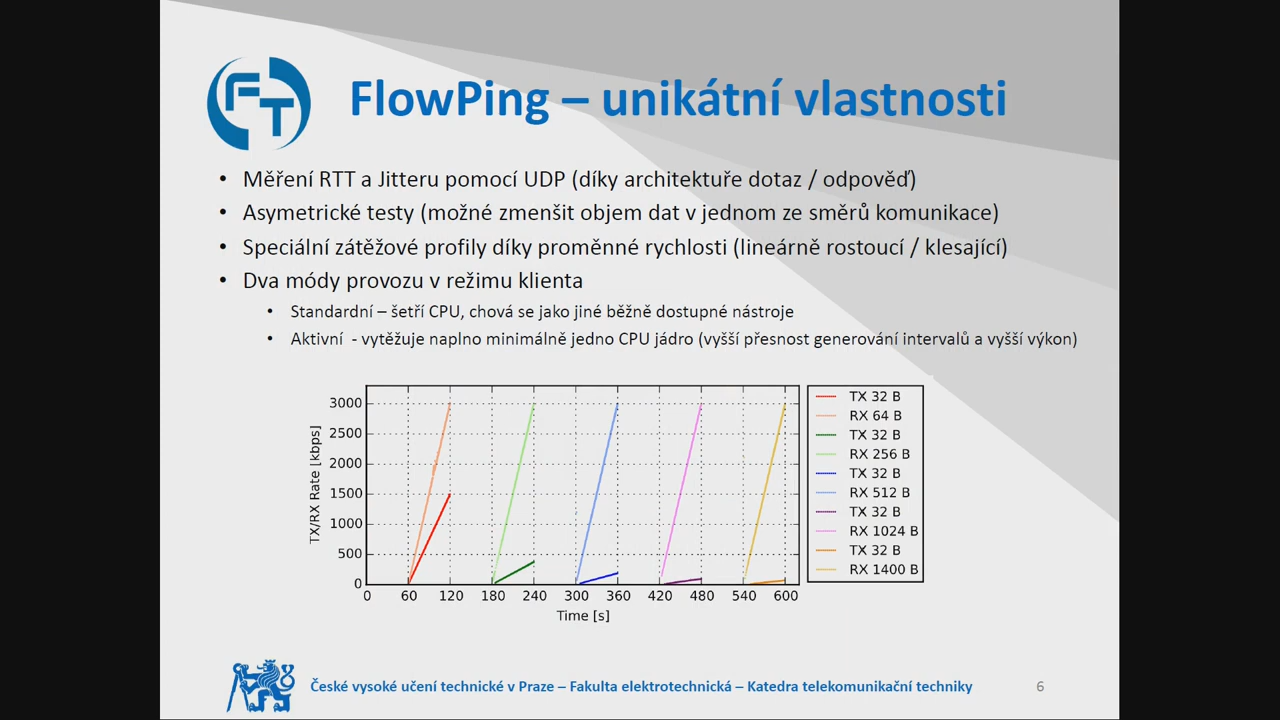 FlowPing – unikátní vlastnosti
• Měření RTT a Jitteru pomocí UDP (díky architektuře dotaz / odpověď)
• Asymetrické testy (možné zmenšit objem dat v jednom ze směrů komunikace)
• Speciální zátěžové profily díky proměnné rychlosti (lineárně rostoucí / klesající)
• Dva módy provozu v režimu klienta
• Standardní – šetří CPU, chová se jako jiné běžně dostupné nástroje
• Aktivní - vytěžuje naplno minimálně jedno CPU jádro (vyšší přesnost generování intervalů a vyšší výkon)
TX/RX Rate [kbps]
3000
2500
2000
1500
1000
500
0
0 60 120 180 240 300 360 420 480 540 600
Time [s]
TX 32 B
RX 64 B
TX 32 B
RX 256 B
TX 32 B
RX 512 B
TX 32 B
RX 1024 B
TX 32 B
RX 1400 B
České vysoké učení technické v Praze – Fakulta elektrotechnická – Katedra telekomunikační techniky
6